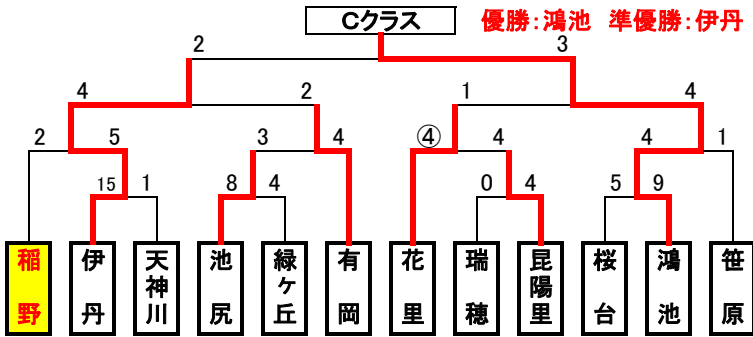 Cクラス
優勝：鴻池　準優勝：伊丹
2 3
4 2 1 4
2 5 3 4 ④ 4 4 1
15 1 8 4 0 4 5 9
稲野
伊丹
天神川
池尻
緑ヶ丘
有岡
花里
瑞穂
昆陽里
桜台
鴻池
笹原